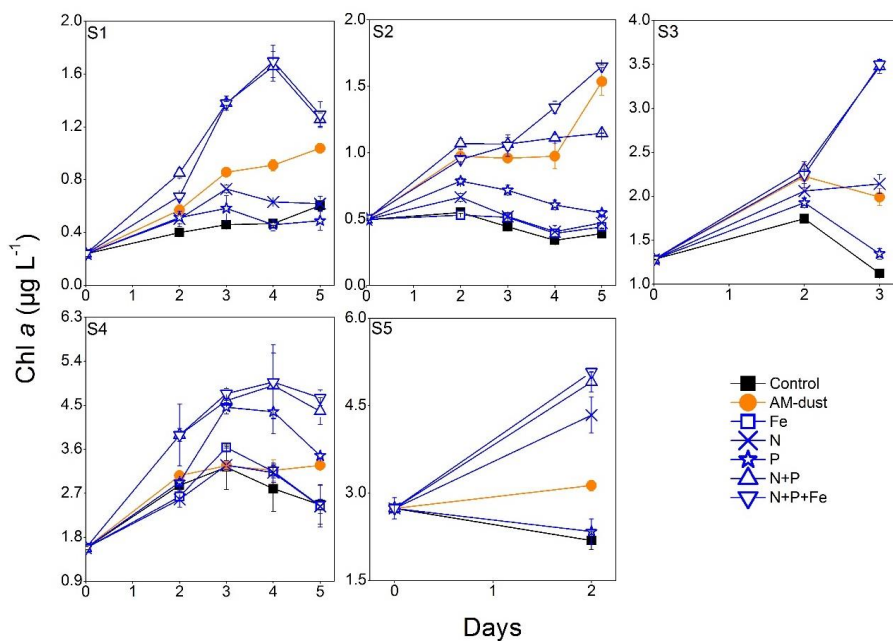 S1
2.0
1.6
1.2
0.8
0.4
0.0
0 1 2 3 4 5
S2
2.0
1.5
1.0
0.5
0.0
0 1 2 3 4 5
S3
4.0
3.5
3.0
2.5
2.0
1.5
1.0
0 1 2 3
S4
6.3
5.4
4.5
3.6
2.7
1.8
0.9
0 1 2 3 4 5
S5
6.0
4.5
3.0
1.5
0 1 2
Chl a (µg L⁻¹)
Days
Control
AM-dust
Fe
N
P
N+P
N+P+Fe